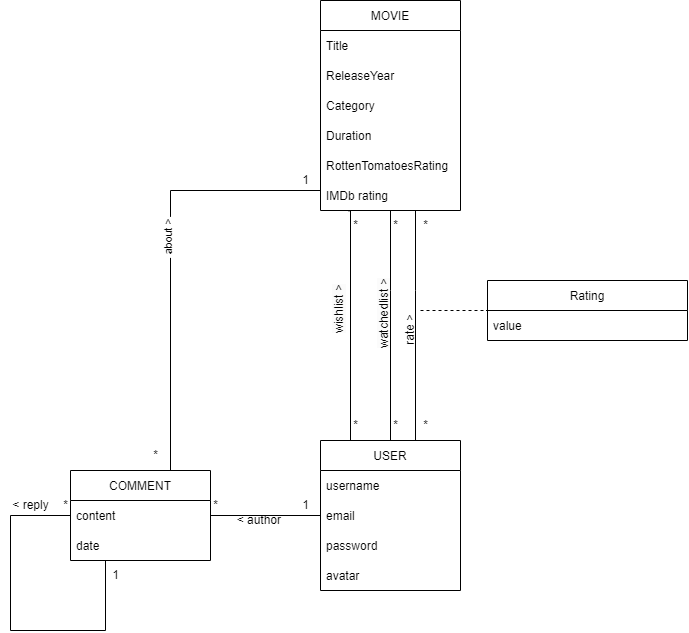 MOVIE
Title
ReleaseYear
Category
Duration
RottenTomatoesRating
IMDb rating
1
about >
*
*
*
*
wishlist >
watchedlist >
rate >
Rating
value
*
*
*
USER
username
email
password
avatar
COMMENT
content
date
< reply
*
*
1
< author
1